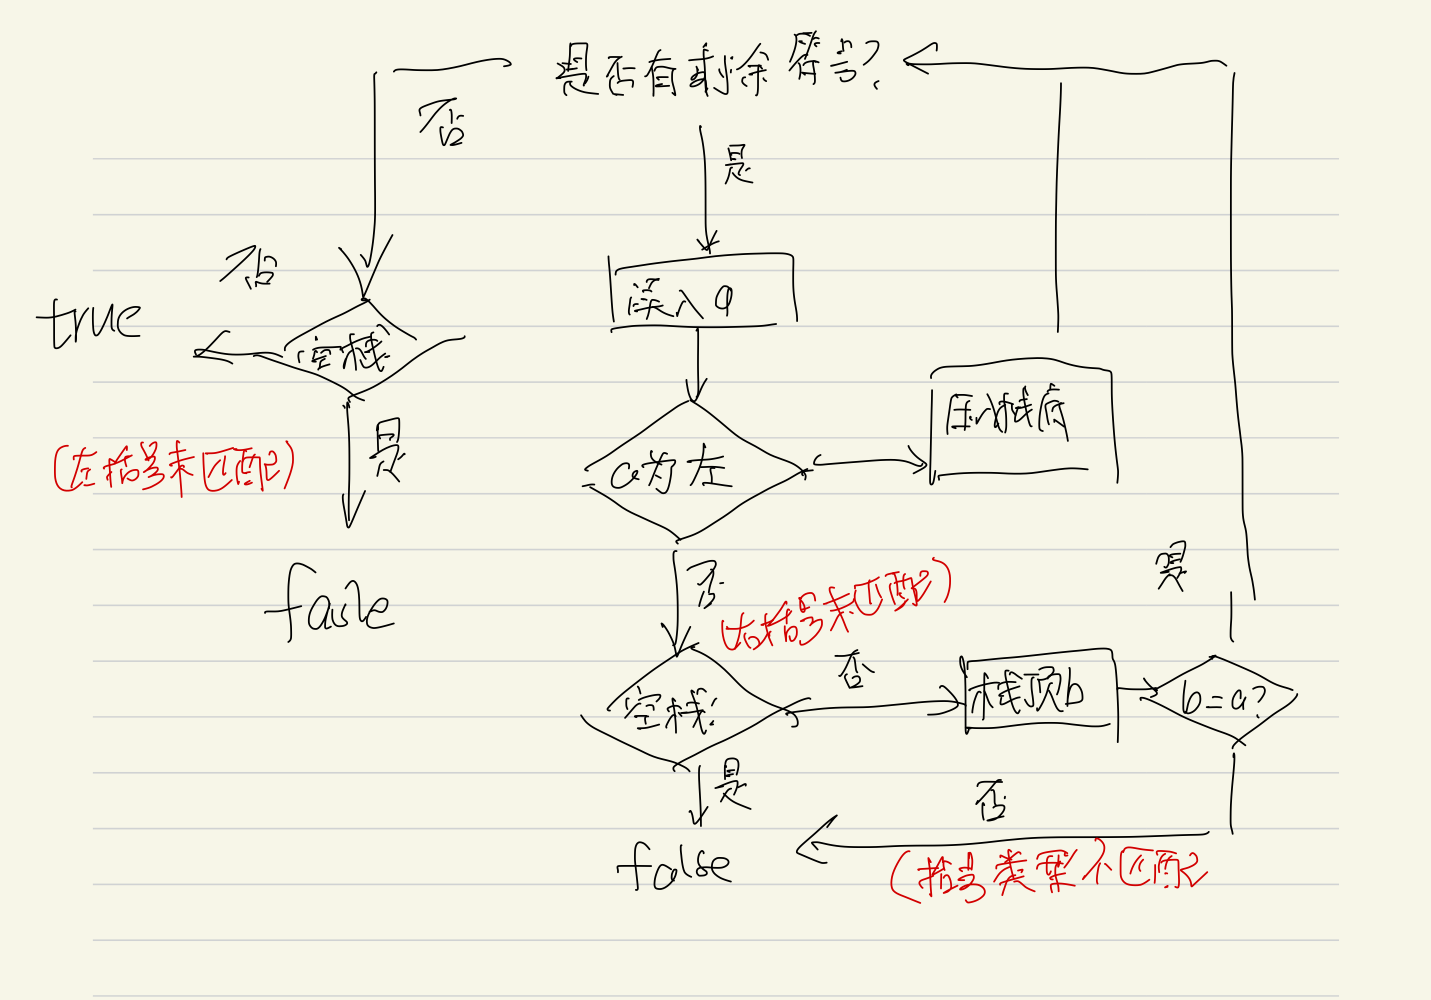 是否有剩余符号?
否
是
否
true
空栈
读入a
压入栈底
(左括号未匹配)
是
a为左
faile
否
(右括号未匹配)
否
是
空栈?
栈顶b
b=a?
是
否
false
(括号类型不匹配